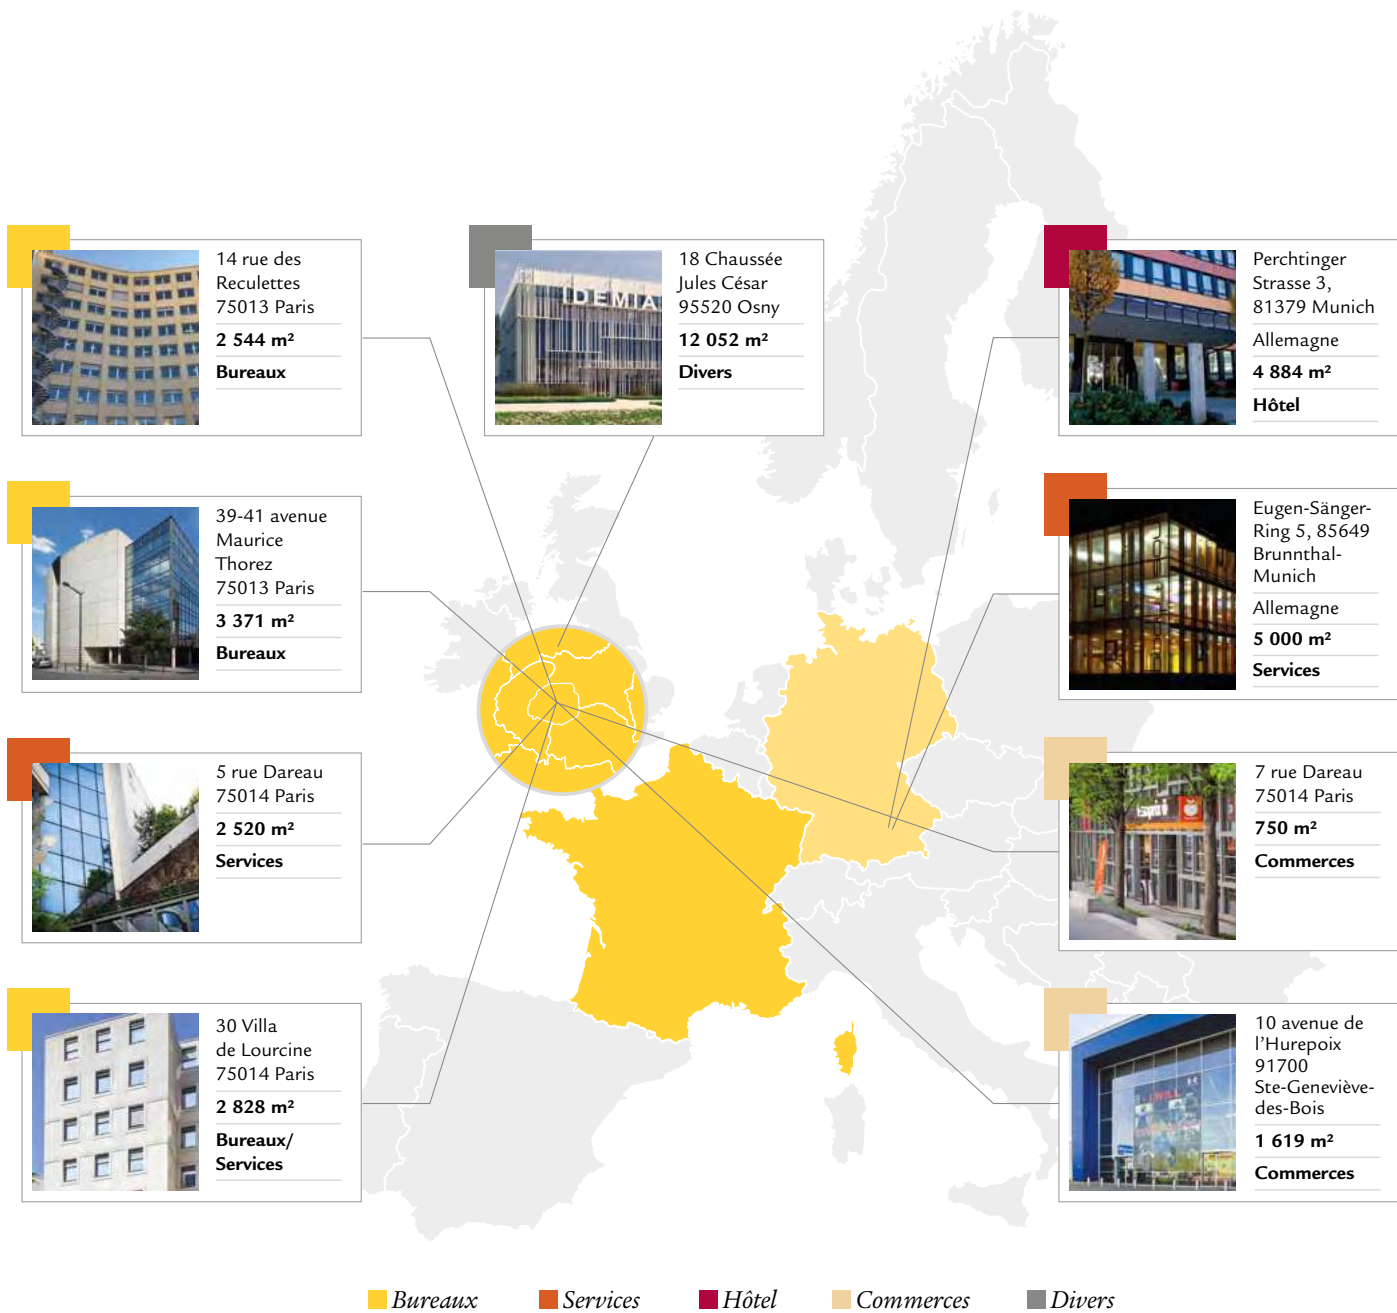 14 rue des
Reculettes
75013 Paris
2 544 m²
Bureaux
18 Chaussée
Jules César
95520 Osny
12 052 m²
Divers
IDEMIA
Perchtinger
Strasse 3,
81379 Munich
Allemagne
4 884 m²
Hôtel
39-41 avenue
Maurice
Thorez
75013 Paris
3 371 m²
Bureaux
Eugen-Sänger-
Ring 5, 85649
Brunnthal-
Munich
Allemagne
5 000 m²
Services
5 rue Dareau
75014 Paris
2 520 m²
Services
7 rue Dareau
75014 Paris
750 m²
Commerces
30 Villa
de Lourcine
75014 Paris
2 828 m²
Bureaux/
Services
10 avenue de
l’Hurepoix
91700
Ste-Geneviève-
des-Bois
1 619 m²
Commerces
I WILL
Bureaux
Services
Hôtel
Commerces
Divers